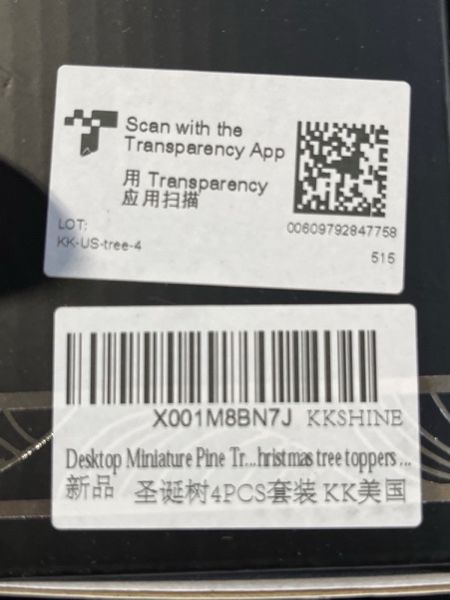 Scan with the
Transparency App
用 Transparency
应用扫描
LOT:
KK-US-tree-4
00609792847758
515
X001M8BN7J KKSHINE
Desktop Miniature Pine Tr...hristmas tree toppers ...
新品 圣诞树4PCS套装 KK美国